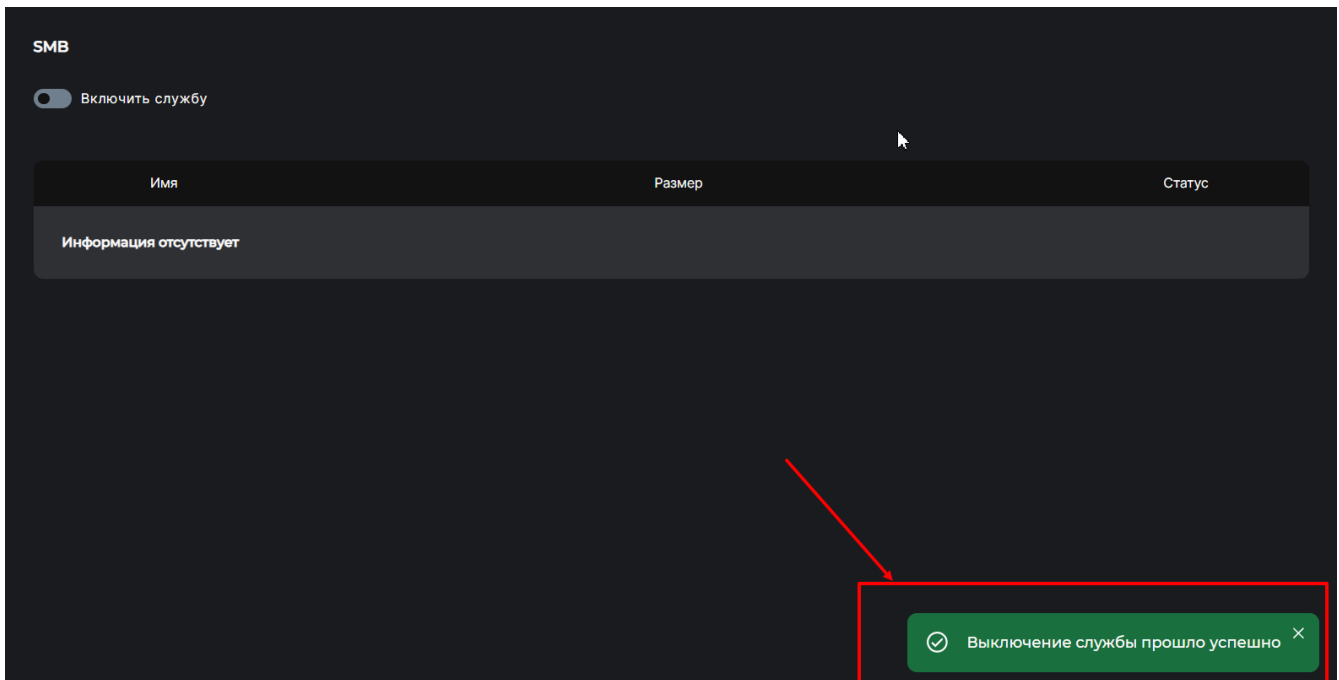 SMB
Включить службу
Имя Размер Статус
Информация отсутствует
Выключение службы прошло успешно